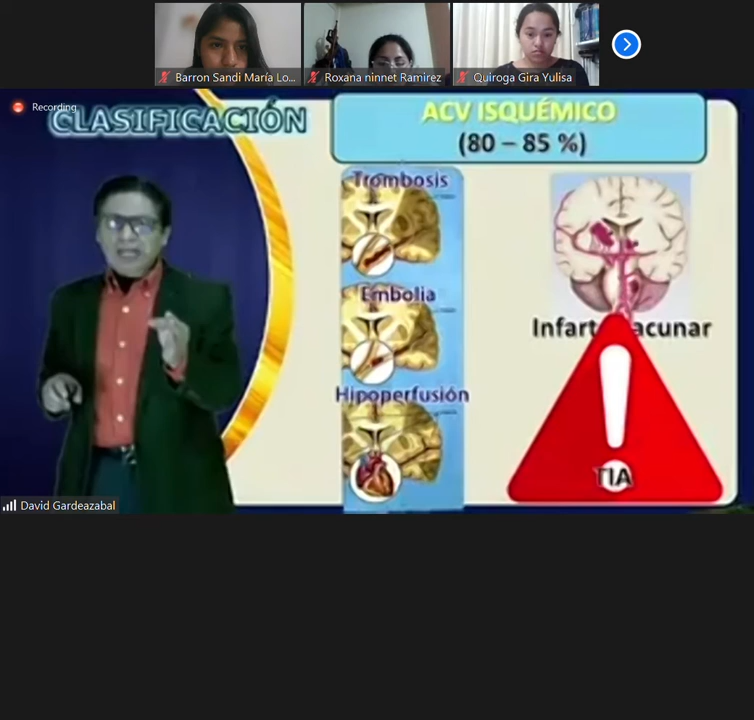 Barron Sandi María Lo...
Roxana ninnet Ramirez
Quiroga Gira Yulisa
Recording
CLASIFICACIÓN
ACV ISQUÉMICO
(80 – 85 %)
Trombosis
Embolia
Hipoperfusión
Infart acunar
TIA
David Gardeazabal